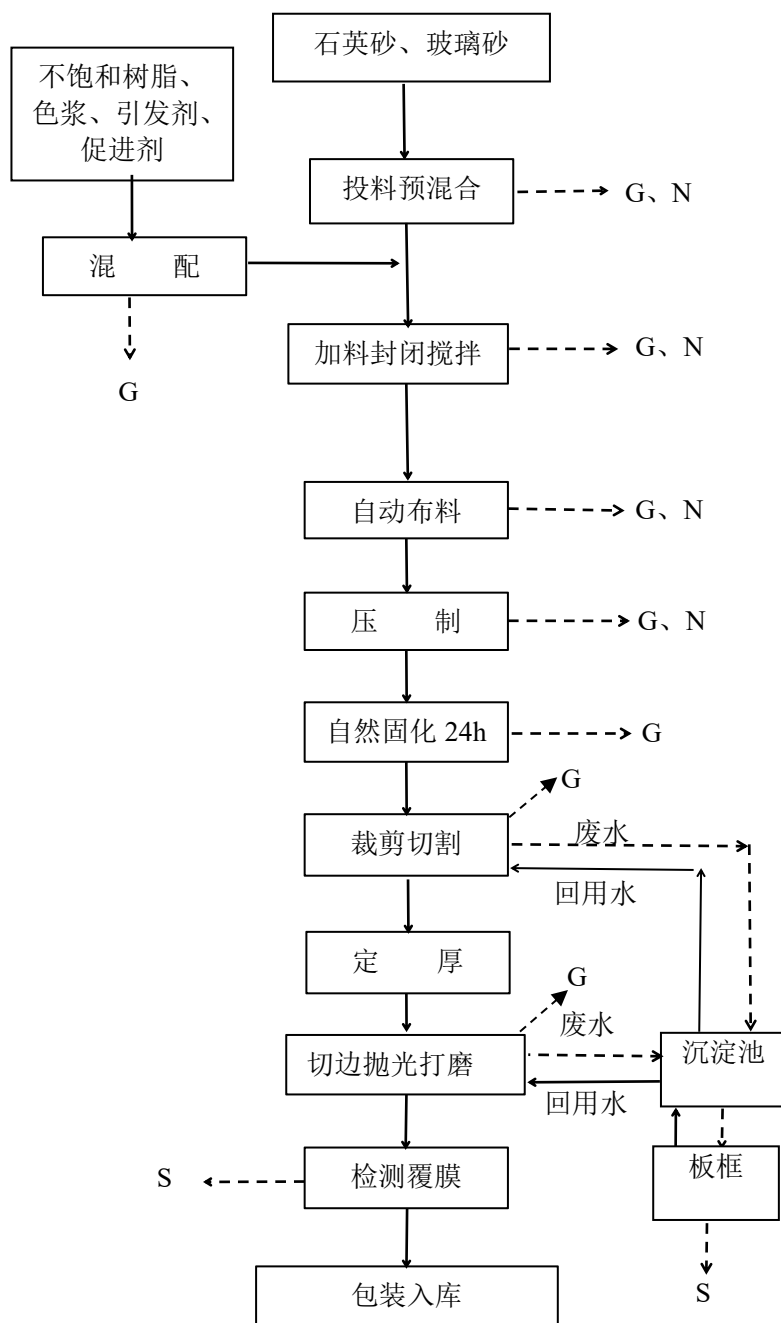 石英砂、玻璃砂
不饱和树脂、
色浆、引发剂、
促进剂
投料预混合
G、N
混 配
G
加料封闭搅拌
G、N
自动布料
G、N
压 制
G、N
自然固化 24h
G
G
裁剪切割
废水
回用水
定 厚
G
废水
切边抛光打磨
沉淀池
回用水
S
检测覆膜
板框
S
包装入库